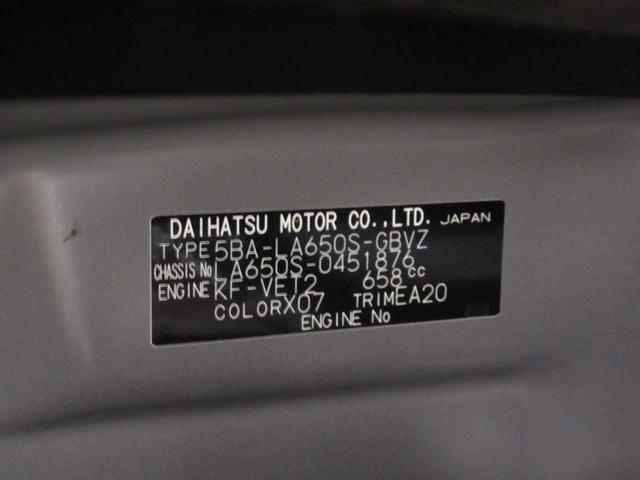 DAIHATSU MOTOR CO.,LTD. JAPAN
TYPE 5BA-LA650S-GBVZ
CHASSIS No LA650S-0451876
ENGINE KF-VET2 658cc
COLOR X07 TRIM EA20
ENGINE No